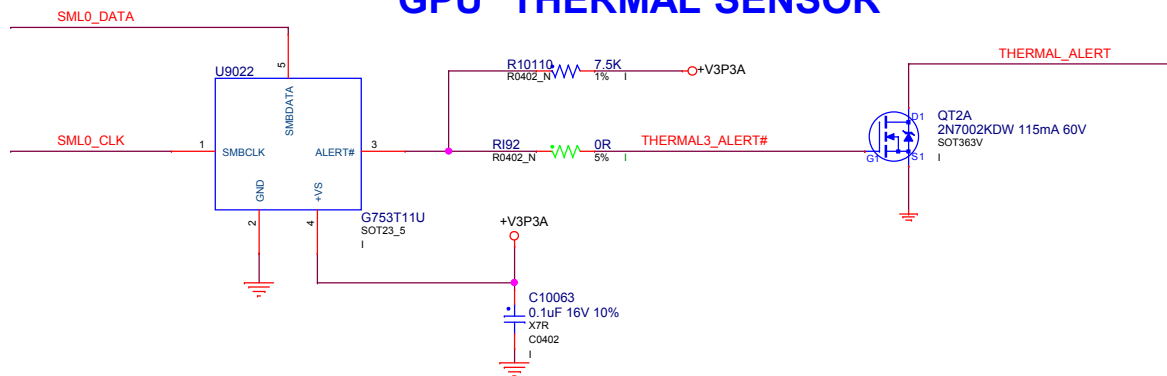 GPU THERMAL SENSOR
SML0_DATA
THERMAL_ALERT
U9022
5
R10110
7.5K
R0402_N
1%
I
+V3P3A
SMBDATA
D1
QT2A
2N7002KDW 115mA 60V
SOT363V
I
SML0_CLK
1
SMBCLK
ALERT#
3
RI92
0R
R0402_N
5%
I
THERMAL3_ALERT#
G1
S1
GND
+VS
2
4
G753T11U
SOT23_5
I
+V3P3A
C10063
0.1uF 16V 10%
X7R
C0402
I